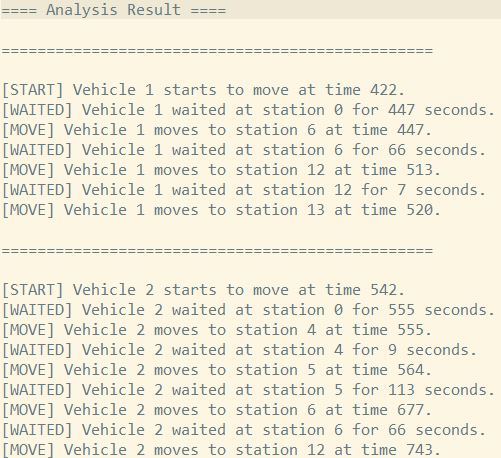 ==== Analysis Result ====
================================================
[START] Vehicle 1 starts to move at time 422.
[WAITED] Vehicle 1 waited at station 0 for 447 seconds.
[MOVE] Vehicle 1 moves to station 6 at time 447.
[WAITED] Vehicle 1 waited at station 6 for 66 seconds.
[MOVE] Vehicle 1 moves to station 12 at time 513.
[WAITED] Vehicle 1 waited at station 12 for 7 seconds.
[MOVE] Vehicle 1 moves to station 13 at time 520.
================================================
[START] Vehicle 2 starts to move at time 542.
[WAITED] Vehicle 2 waited at station 0 for 555 seconds.
[MOVE] Vehicle 2 moves to station 4 at time 555.
[WAITED] Vehicle 2 waited at station 4 for 9 seconds.
[MOVE] Vehicle 2 moves to station 5 at time 564.
[WAITED] Vehicle 2 waited at station 5 for 113 seconds.
[MOVE] Vehicle 2 moves to station 6 at time 677.
[WAITED] Vehicle 2 waited at station 6 for 66 seconds.
[MOVE] Vehicle 2 moves to station 12 at time 743.